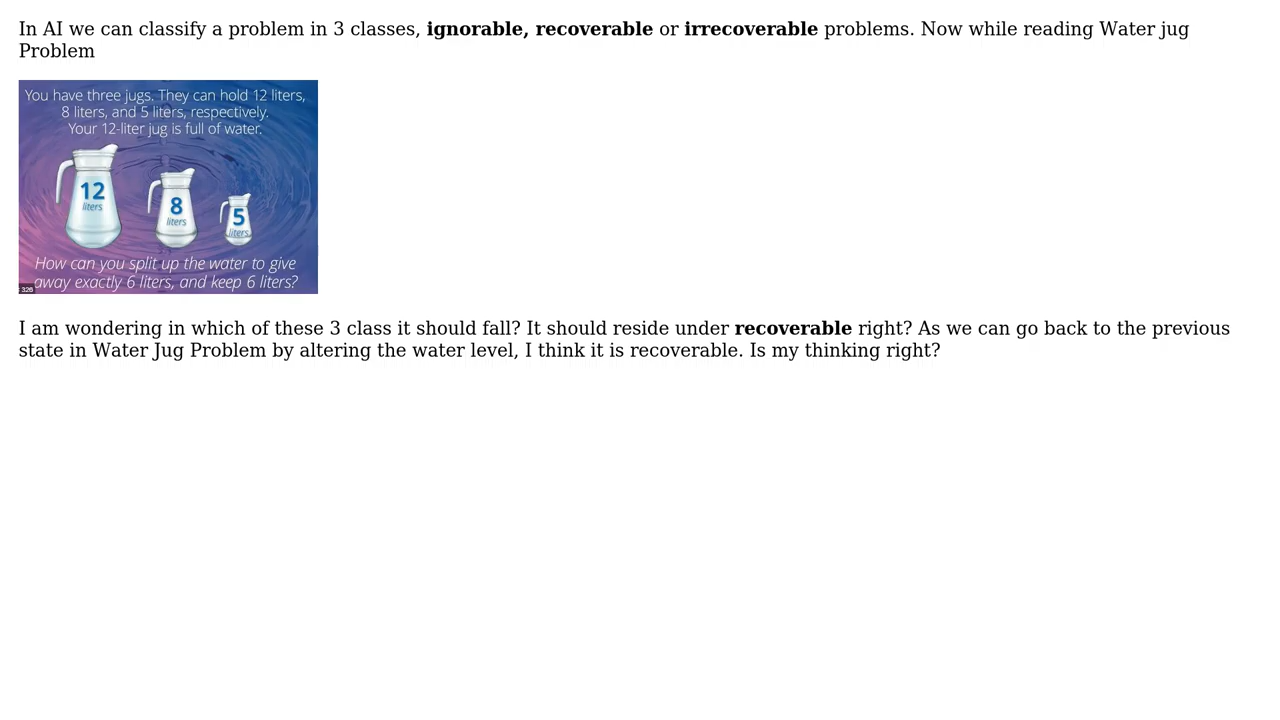 In AI we can classify a problem in 3 classes, ignorable, recoverable or irrecoverable problems. Now while reading Water jug
Problem
You have three jugs. They can hold 12 liters,
8 liters, and 5 liters, respectively.
Your 12-liter jug is full of water.
12
liters
8
liters
5
liters
How can you split up the water to give
away exactly 6 liters, and keep 6 liters?
: 326
I am wondering in which of these 3 class it should fall? It should reside under recoverable right? As we can go back to the previous
state in Water Jug Problem by altering the water level, I think it is recoverable. Is my thinking right?